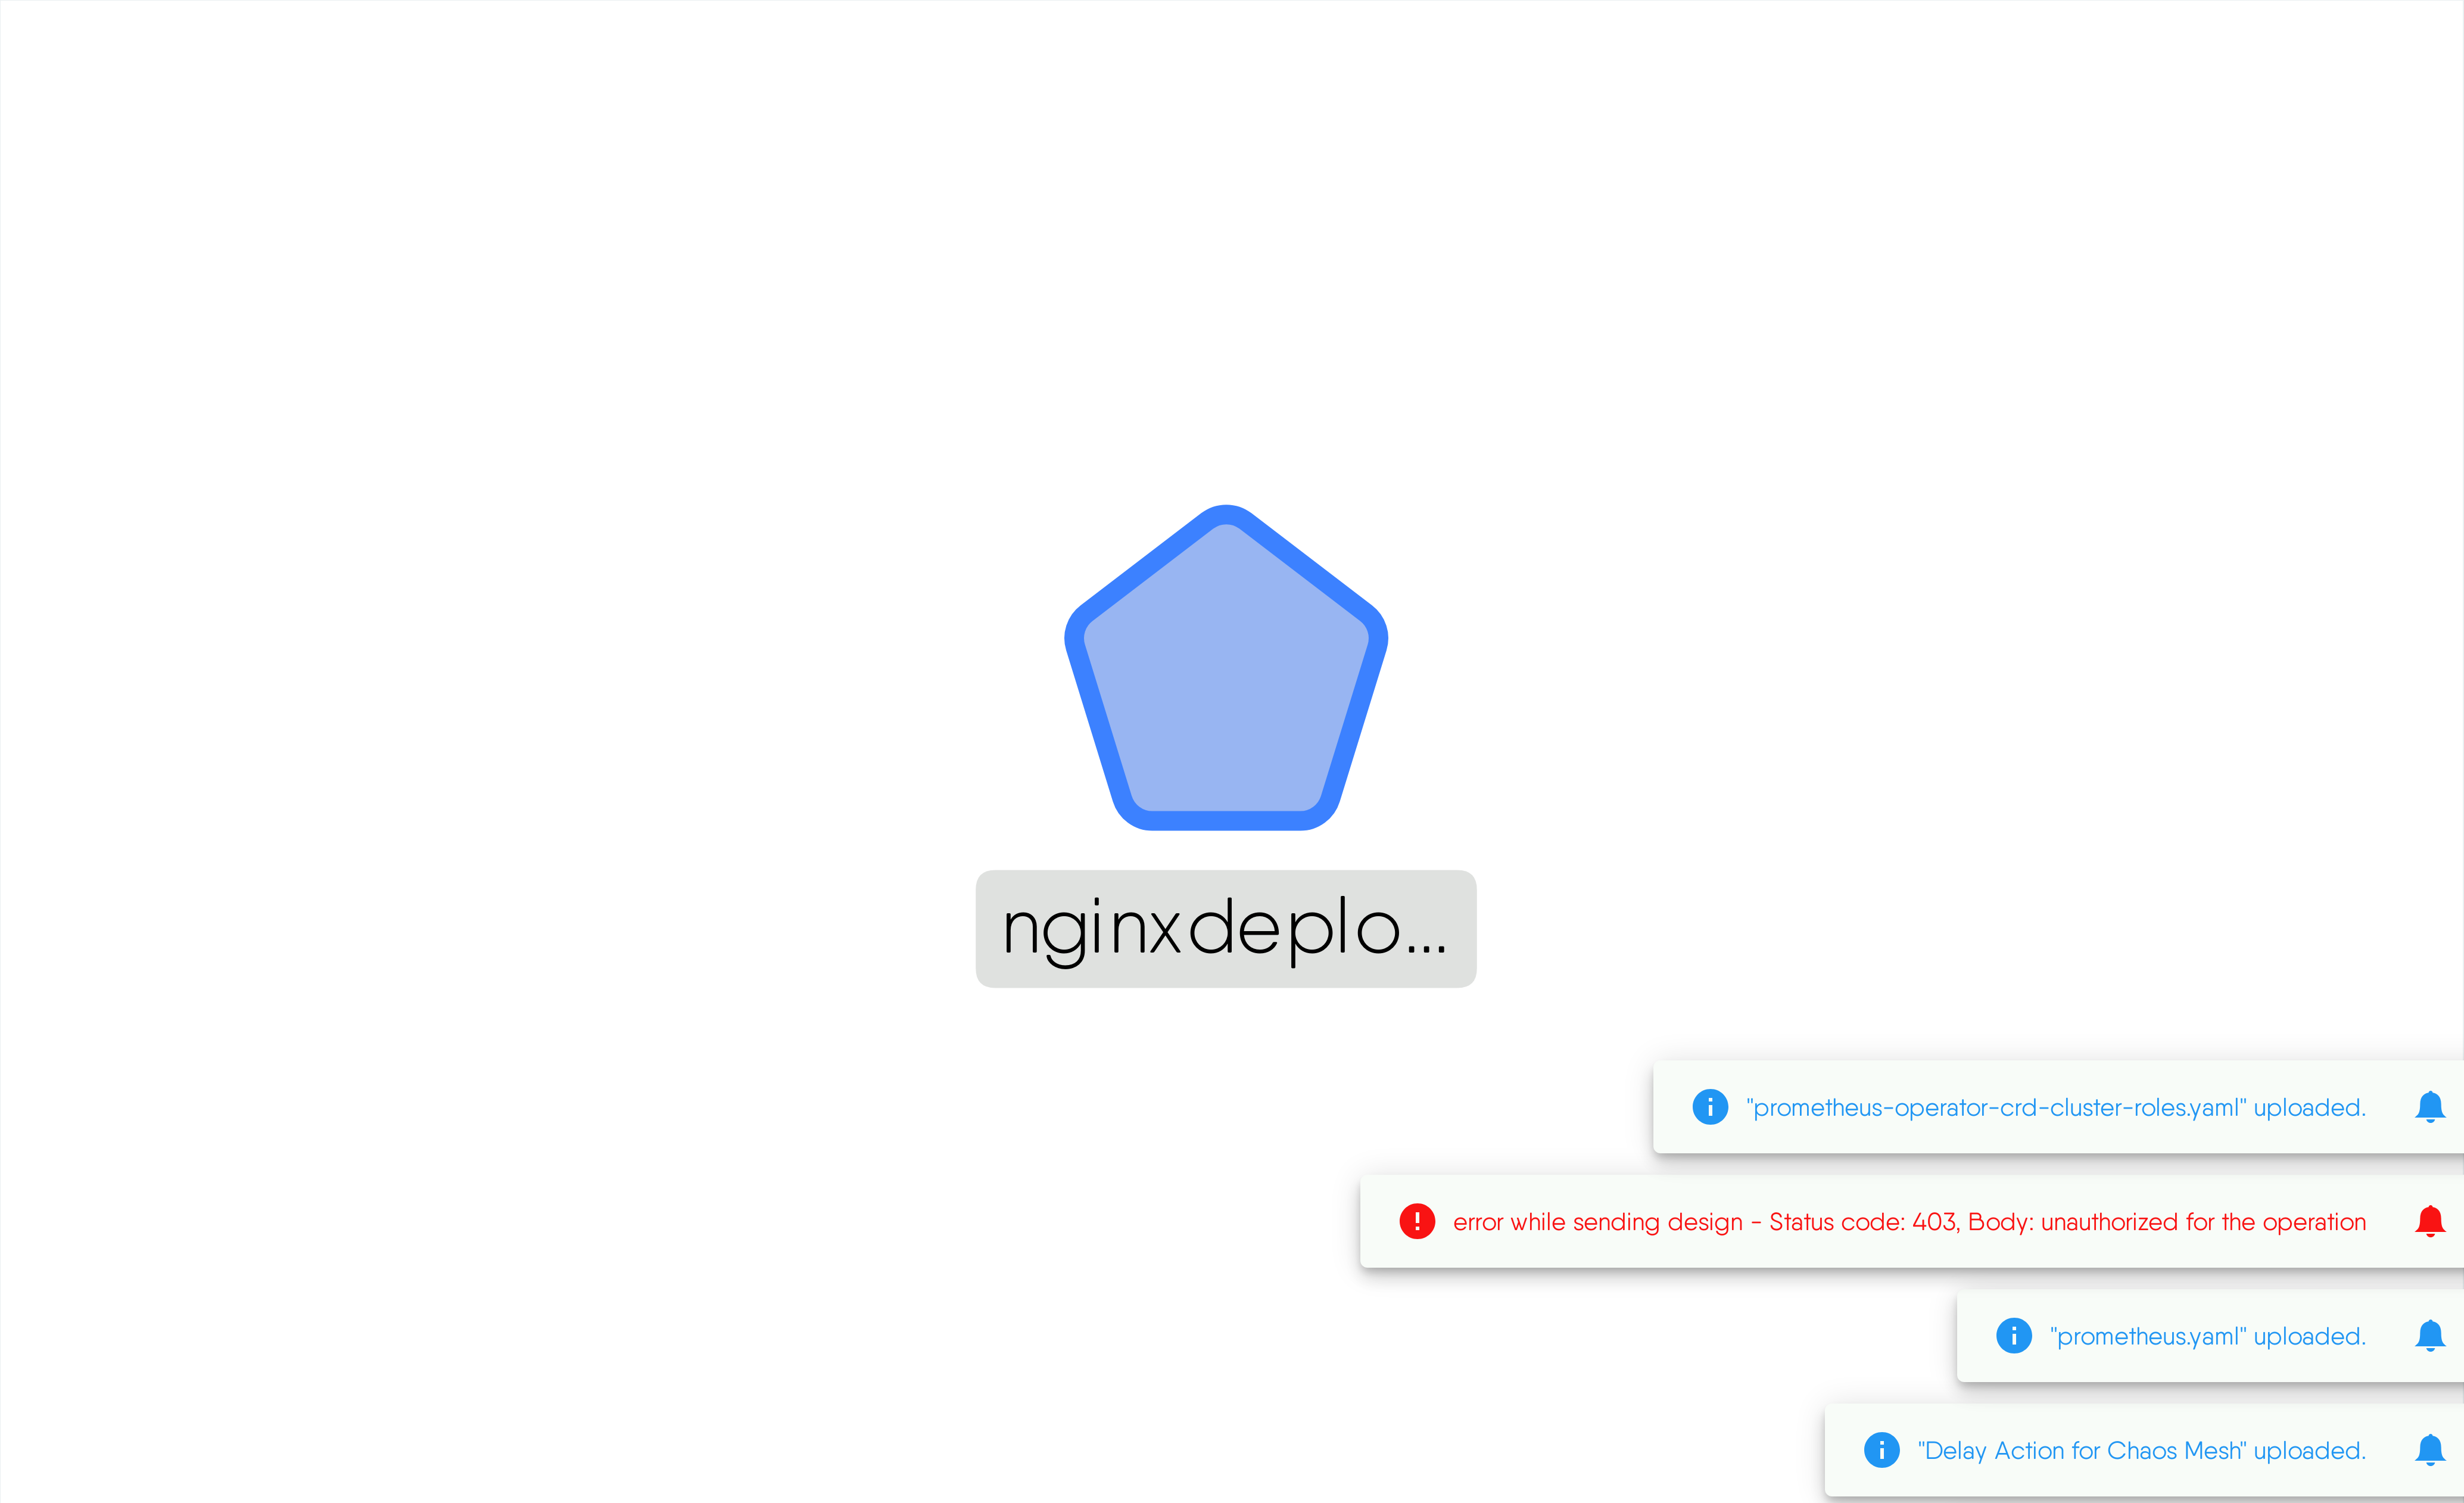 nginxdeplo...
"prometheus-operator-crd-cluster-roles.yaml" uploaded.
error while sending design - Status code: 403, Body: unauthorized for the operation
"prometheus.yaml" uploaded.
"Delay Action for Chaos Mesh" uploaded.